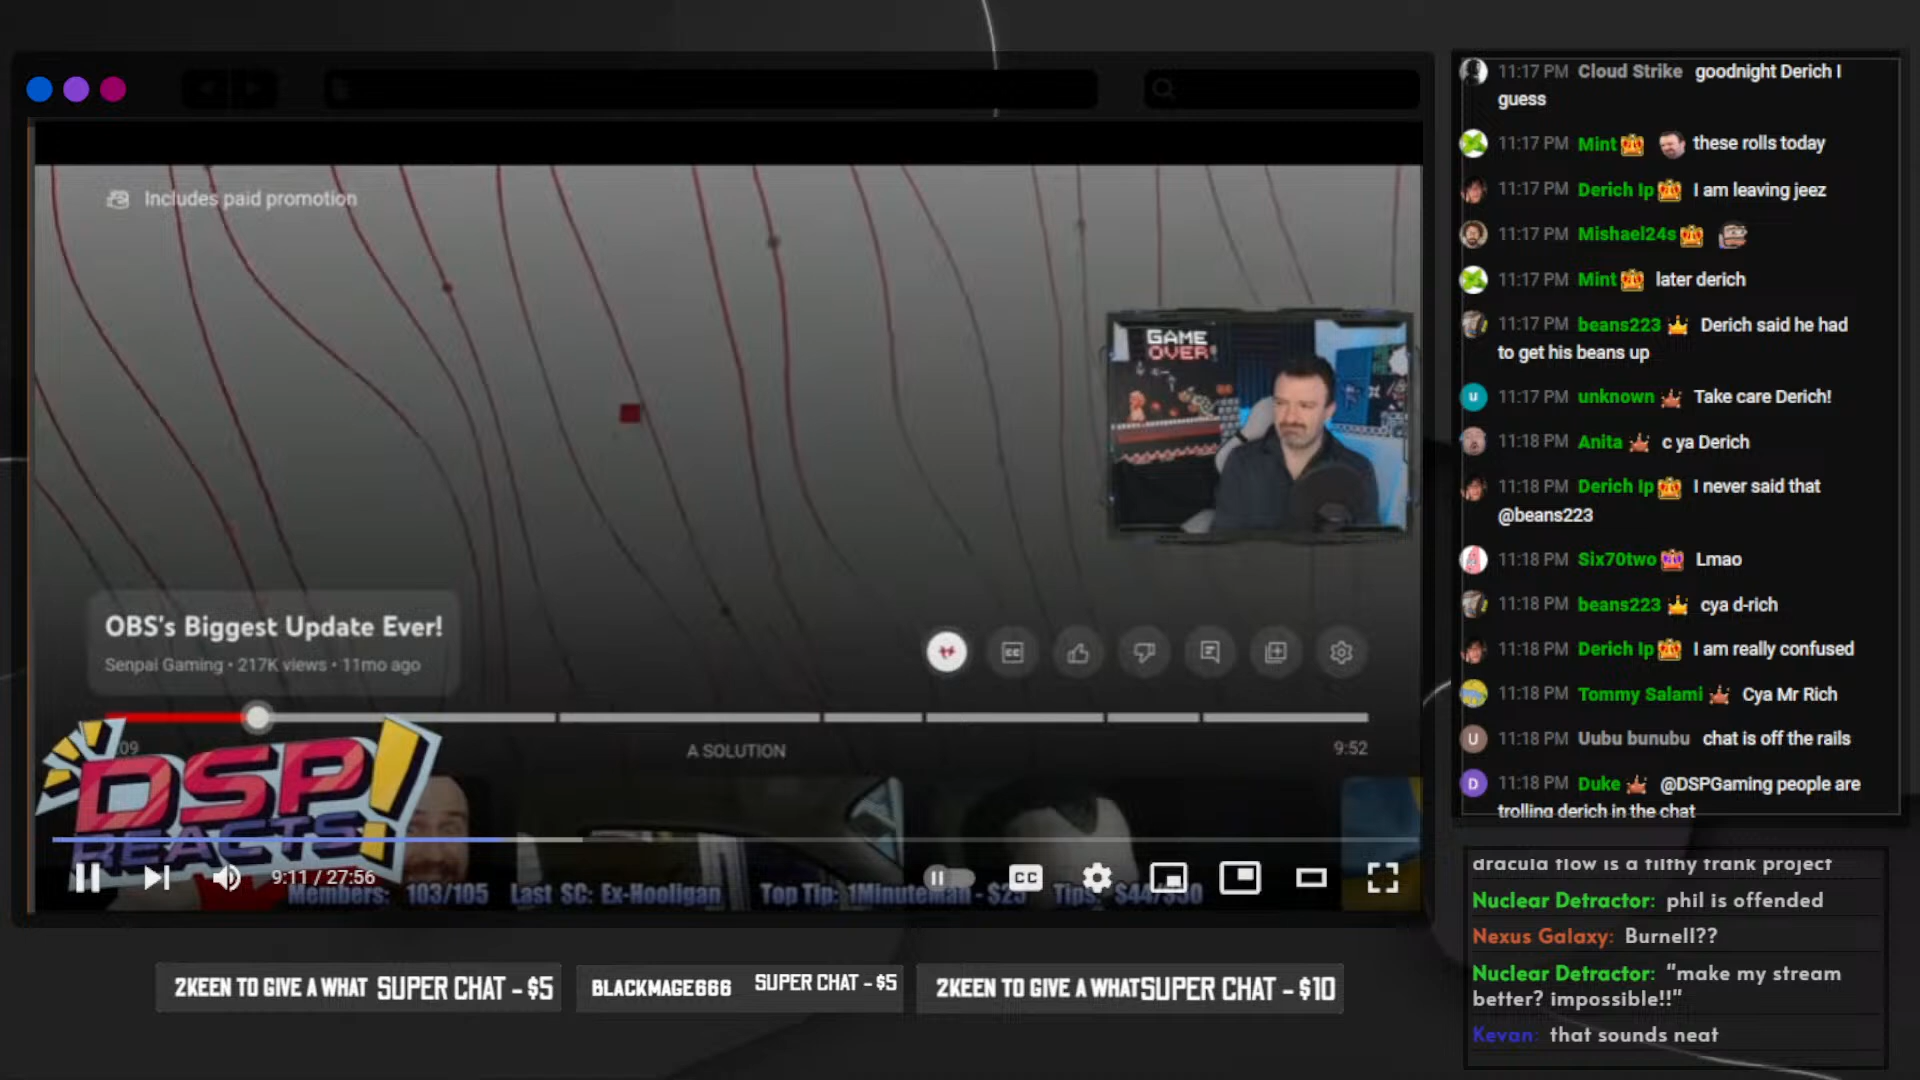 Includes paid promotion
GAME
OVER!
OBS's Biggest Update Ever!
Senpai Gaming • 217K views • 11mo ago
:09
A SOLUTION
9:52
DSP!
REACTS
9:11 / 27:56
CC
Members: 103/105 Last SC: Ex-Hooligan Top Tip: 1Minuteman - $25 Tips: $44/$50
2KEEN TO GIVE A WHAT SUPER CHAT - $5
BLACKMAGE666 SUPER CHAT - $5
2KEEN TO GIVE A WHAT SUPER CHAT - $10
11:17 PM Cloud Strike goodnight Derich I
guess
11:17 PM Mint these rolls today
11:17 PM Derich Ip I am leaving jeez
11:17 PM Mishael24s
11:17 PM Mint later derich
11:17 PM beans223 Derich said he had
to get his beans up
u 11:17 PM unknown Take care Derich!
11:18 PM Anita c ya Derich
11:18 PM Derich Ip I never said that
@beans223
11:18 PM Six70two Lmao
11:18 PM beans223 cya d-rich
11:18 PM Derich Ip I am really confused
11:18 PM Tommy Salami Cya Mr Rich
U 11:18 PM Uubu bunubu chat is off the rails
D 11:18 PM Duke @DSPGaming people are
trolling derich in the chat
dracula flow is a filthy frank project
Nuclear Detractor: phil is offended
Nexus Galaxy: Burnell??
Nuclear Detractor: "make my stream
better? impossible!!"
Kevan: that sounds neat